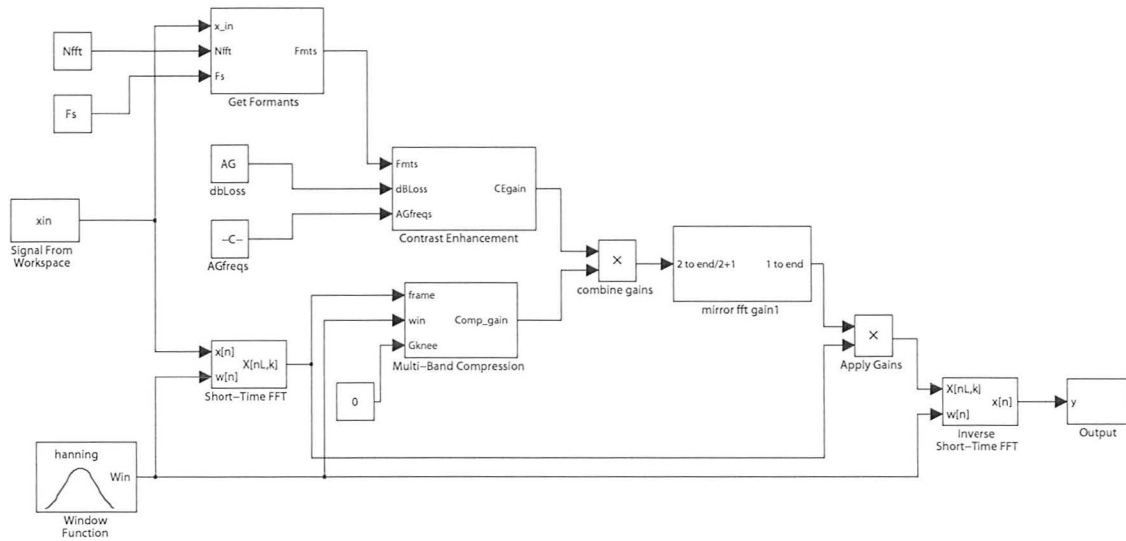 Nfft
Fs
x_in
Nfft
Fs
Fmts
Get Formants
AG
dbLoss
-C-
AGfreqs
Fmts
dBLoss
AGfreqs
CEgain
Contrast Enhancement
xin
Signal From
Workspace
frame
win
Gknee
Comp_gain
Multi-Band Compression
0
×
combine gains
2 to end/2+1
1 to end
mirror fft gain1
x[n]
w[n]
X[nL,k]
Short-Time FFT
×
Apply Gains
X[nL,k]
w[n]
x[n]
Inverse
Short-Time FFT
y
Output
hanning
Win
Window
Function